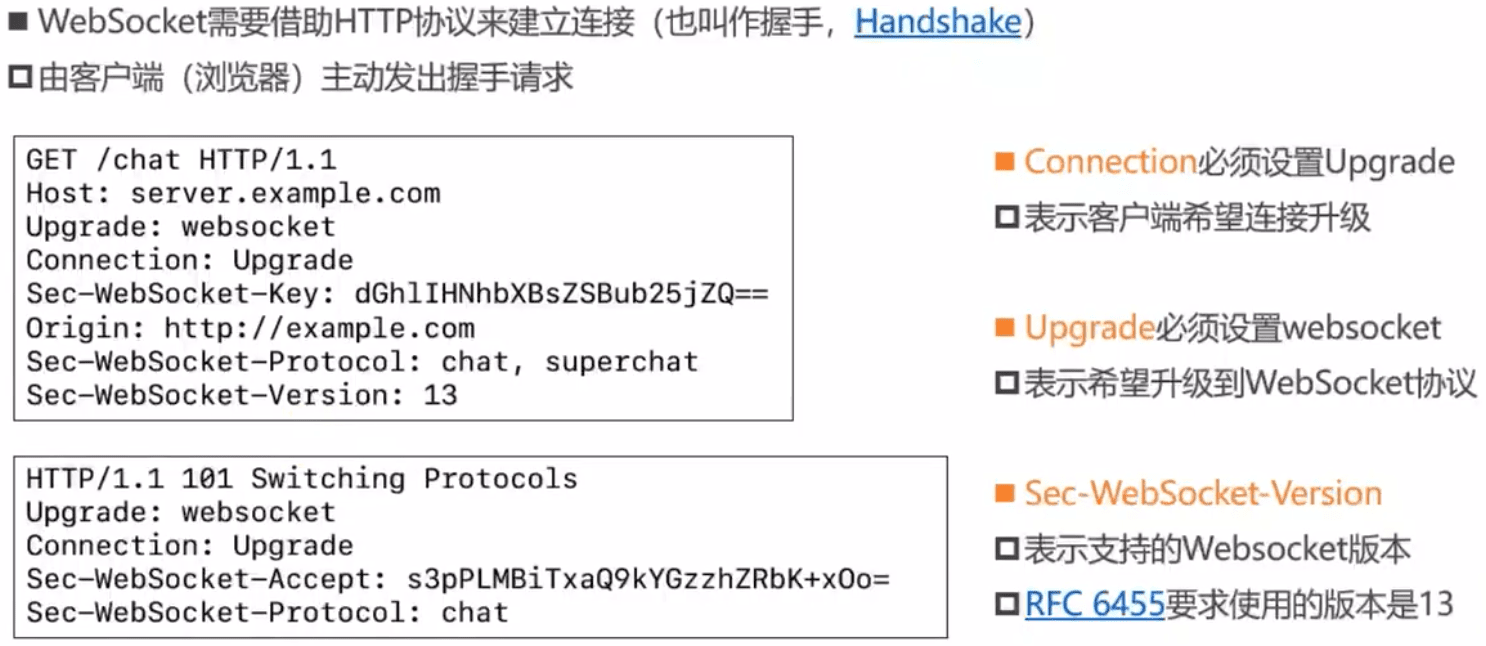 WebSocket需要借助HTTP协议来建立连接（也叫作握手，Handshake）
由客户端（浏览器）主动发出握手请求
GET /chat HTTP/1.1
Host: server.example.com
Upgrade: websocket
Connection: Upgrade
Sec-WebSocket-Key: dGhlIHNhbXBsZSBub25jZQ==
Origin: http://example.com
Sec-WebSocket-Protocol: chat, superchat
Sec-WebSocket-Version: 13
HTTP/1.1 101 Switching Protocols
Upgrade: websocket
Connection: Upgrade
Sec-WebSocket-Accept: s3pPLMBiTxaQ9kYGzzhZRbK+xOo=
Sec-WebSocket-Protocol: chat
Connection必须设置Upgrade
表示客户端希望连接升级
Upgrade必须设置websocket
表示希望升级到WebSocket协议
Sec-WebSocket-Version
表示支持的Websocket版本
RFC 6455要求使用的版本是13